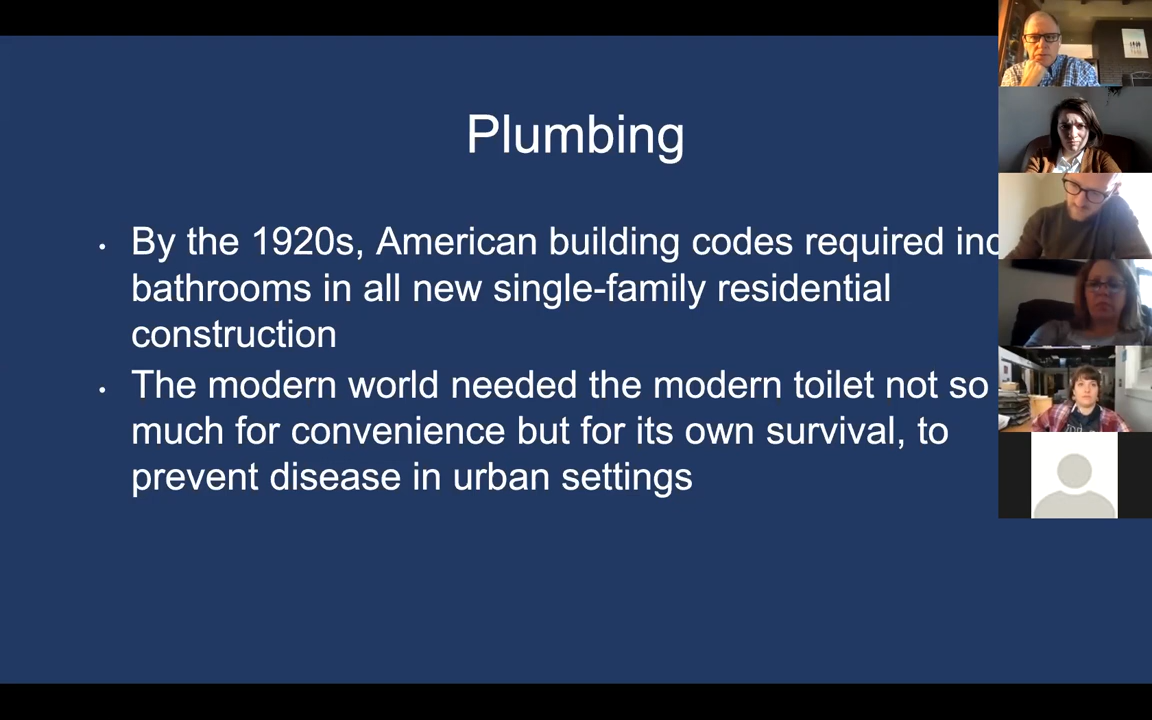 Plumbing
• By the 1920s, American building codes required
bathrooms in all new single-family residential
construction
• The modern world needed the modern toilet not so
much for convenience but for its own survival, to
prevent disease in urban settings